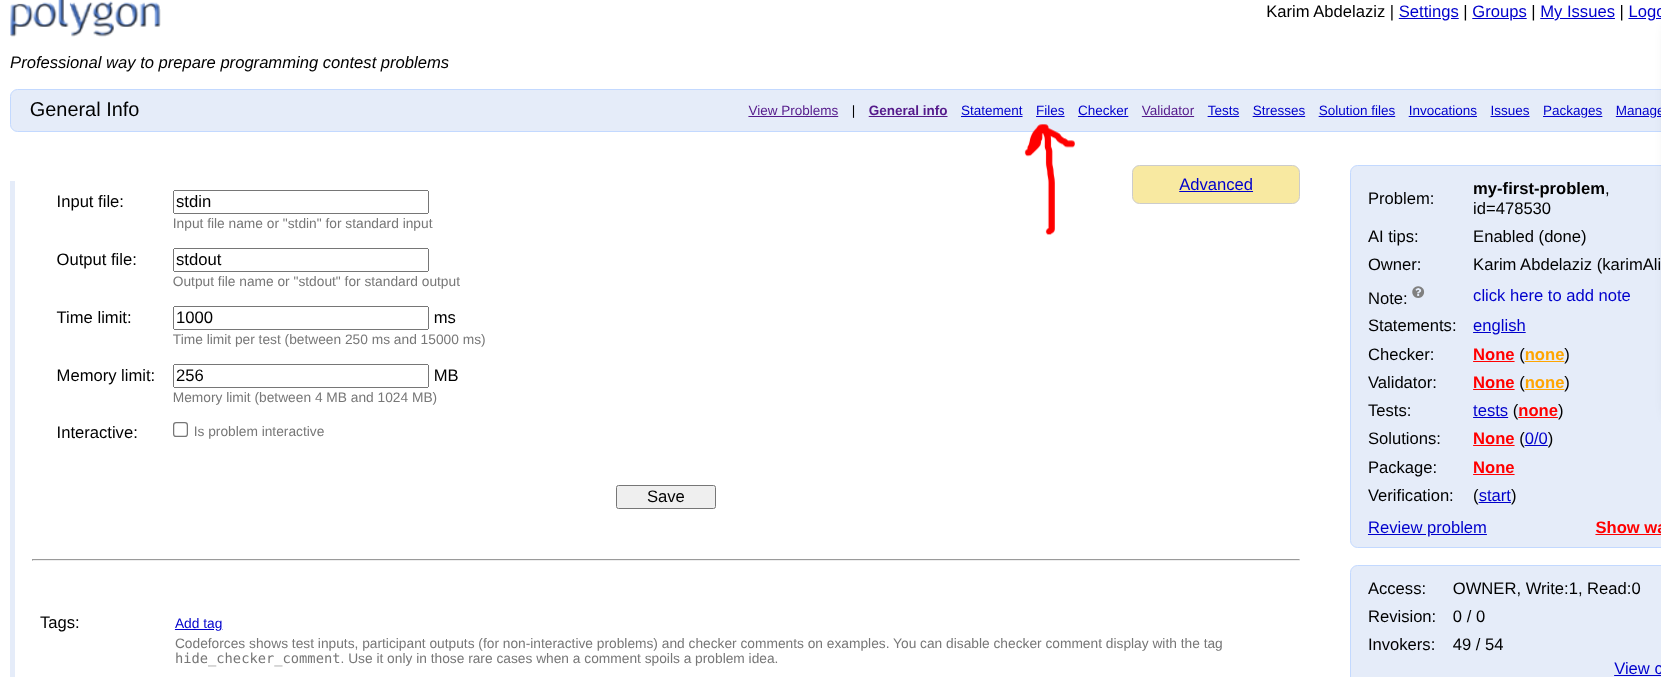 polygon
Karim Abdelaziz | Settings | Groups | My Issues |
Professional way to prepare programming contest problems
General Info
View Problems | General info Statement Files Checker Validator Tests Stresses Solution files Invocations Issues Packages
Advanced
Input file: stdin
Input file name or "stdin" for standard input
Output file: stdout
Output file name or "stdout" for standard output
Time limit: 1000 ms
Time limit per test (between 250 ms and 15000 ms)
Memory limit: 256 MB
Memory limit (between 4 MB and 1024 MB)
Interactive: Is problem interactive
Save
Tags: Add tag
Codeforces shows test inputs, participant outputs (for non-interactive problems) and checker comments on examples. You can disable checker comment display with the tag
hide_checker_comment. Use it only in those rare cases when a comment spoils a problem idea.
Problem: my-first-problem,
id=478530
AI tips: Enabled (done)
Owner: Karim Abdelaziz (karimAli
Note: ? click here to add note
Statements: english
Checker: None (none)
Validator: None (none)
Tests: tests (none)
Solutions: None (0/0)
Package: None
Verification: (start)
Review problem Show
Access: OWNER, Write:1, Read:0
Revision: 0 / 0
Invokers: 49 / 54
View